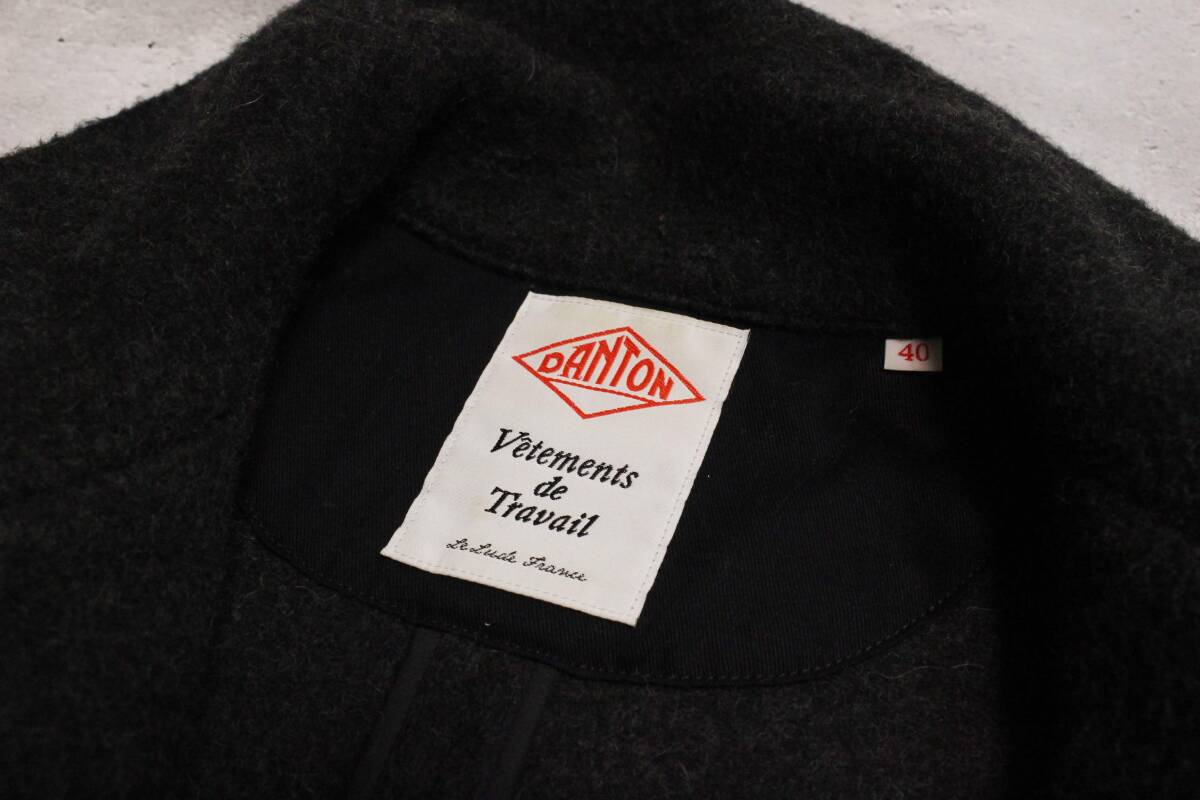 DANTON
Vêtements
de
Travail
Le Lude France
40